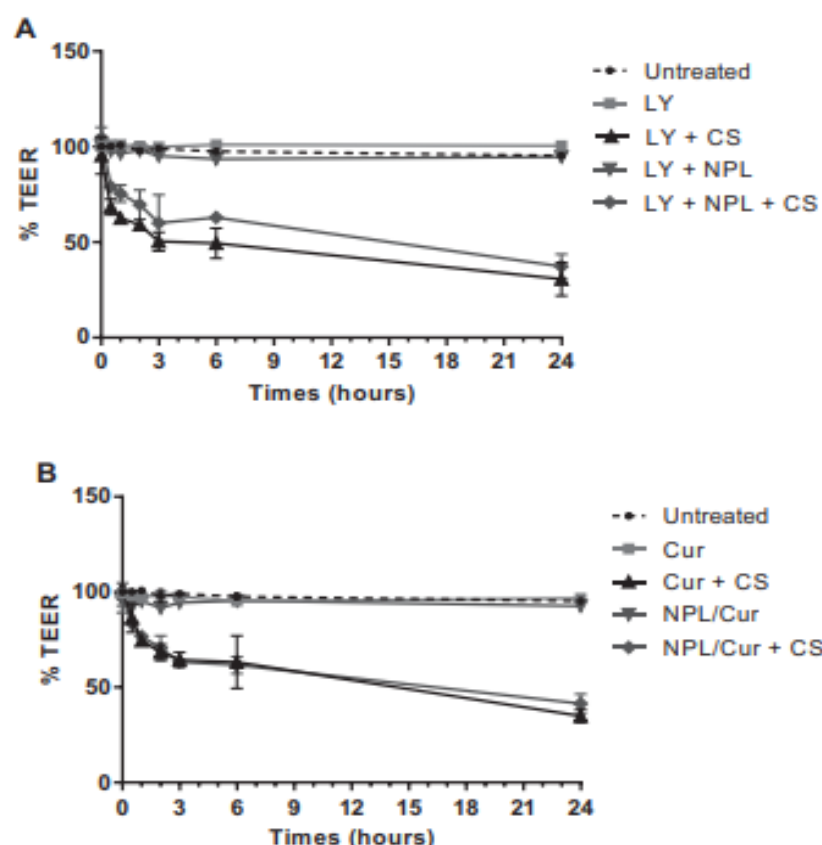 A
150
100
50
0
% TEER
0 3 6 9 12 15 18 21 24
Times (hours)
Untreated
LY
LY + CS
LY + NPL
LY + NPL + CS
B
150
100
50
0
% TEER
0 3 6 9 12 15 18 21 24
Times (hours)
Untreated
Cur
Cur + CS
NPL/Cur
NPL/Cur + CS